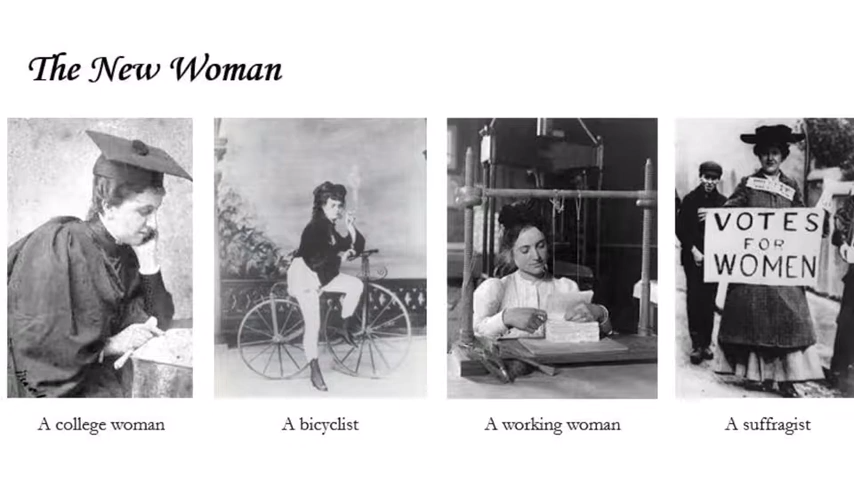 The New Woman
VOTES
FOR
WOMEN
A college woman
A bicyclist
A working woman
A suffragist